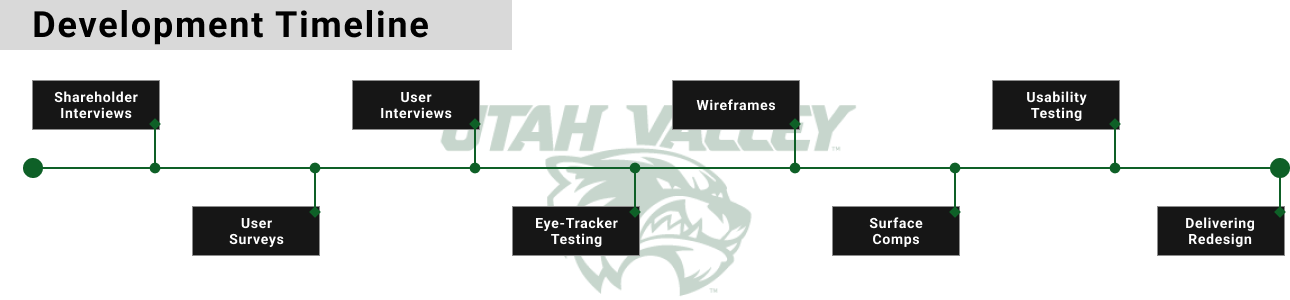 Development Timeline
Shareholder
Interviews
User
Surveys
User
Interviews
UTAH VALLEY
TM
Eye-Tracker
Testing
Wireframes
Surface
Comps
Usability
Testing
Delivering
Redesign
TM